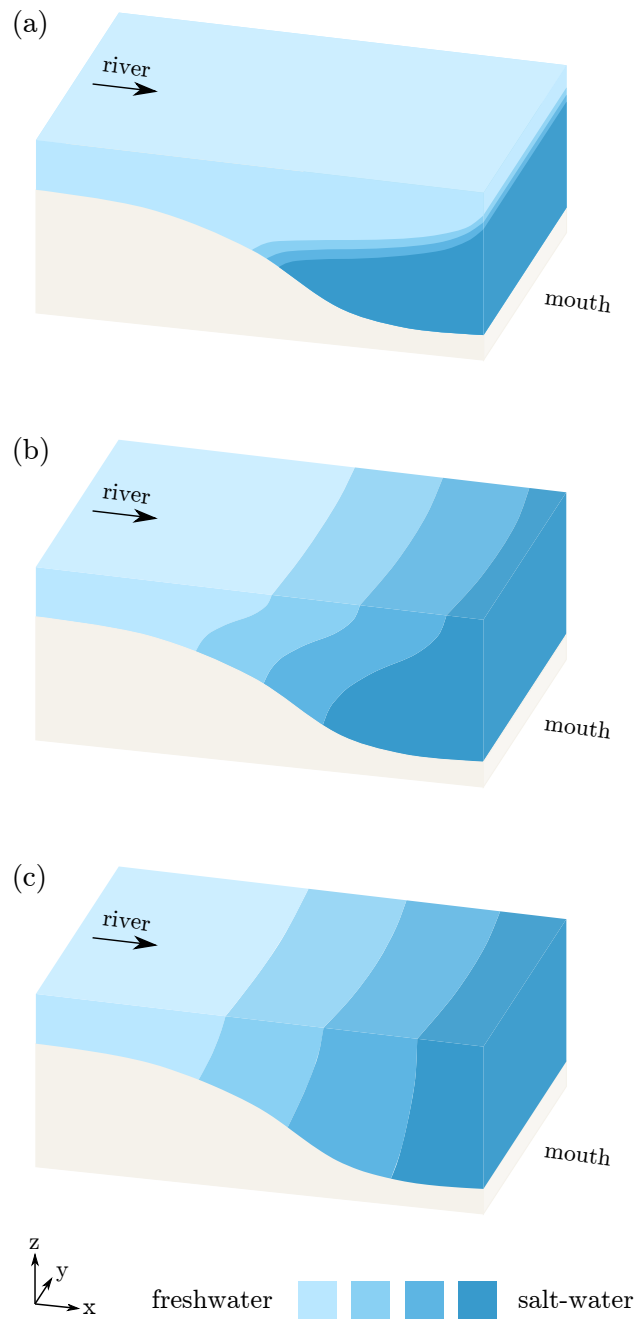 (a)
river
mouth
(b)
river
mouth
(c)
river
mouth
z
y
x
freshwater salt-water